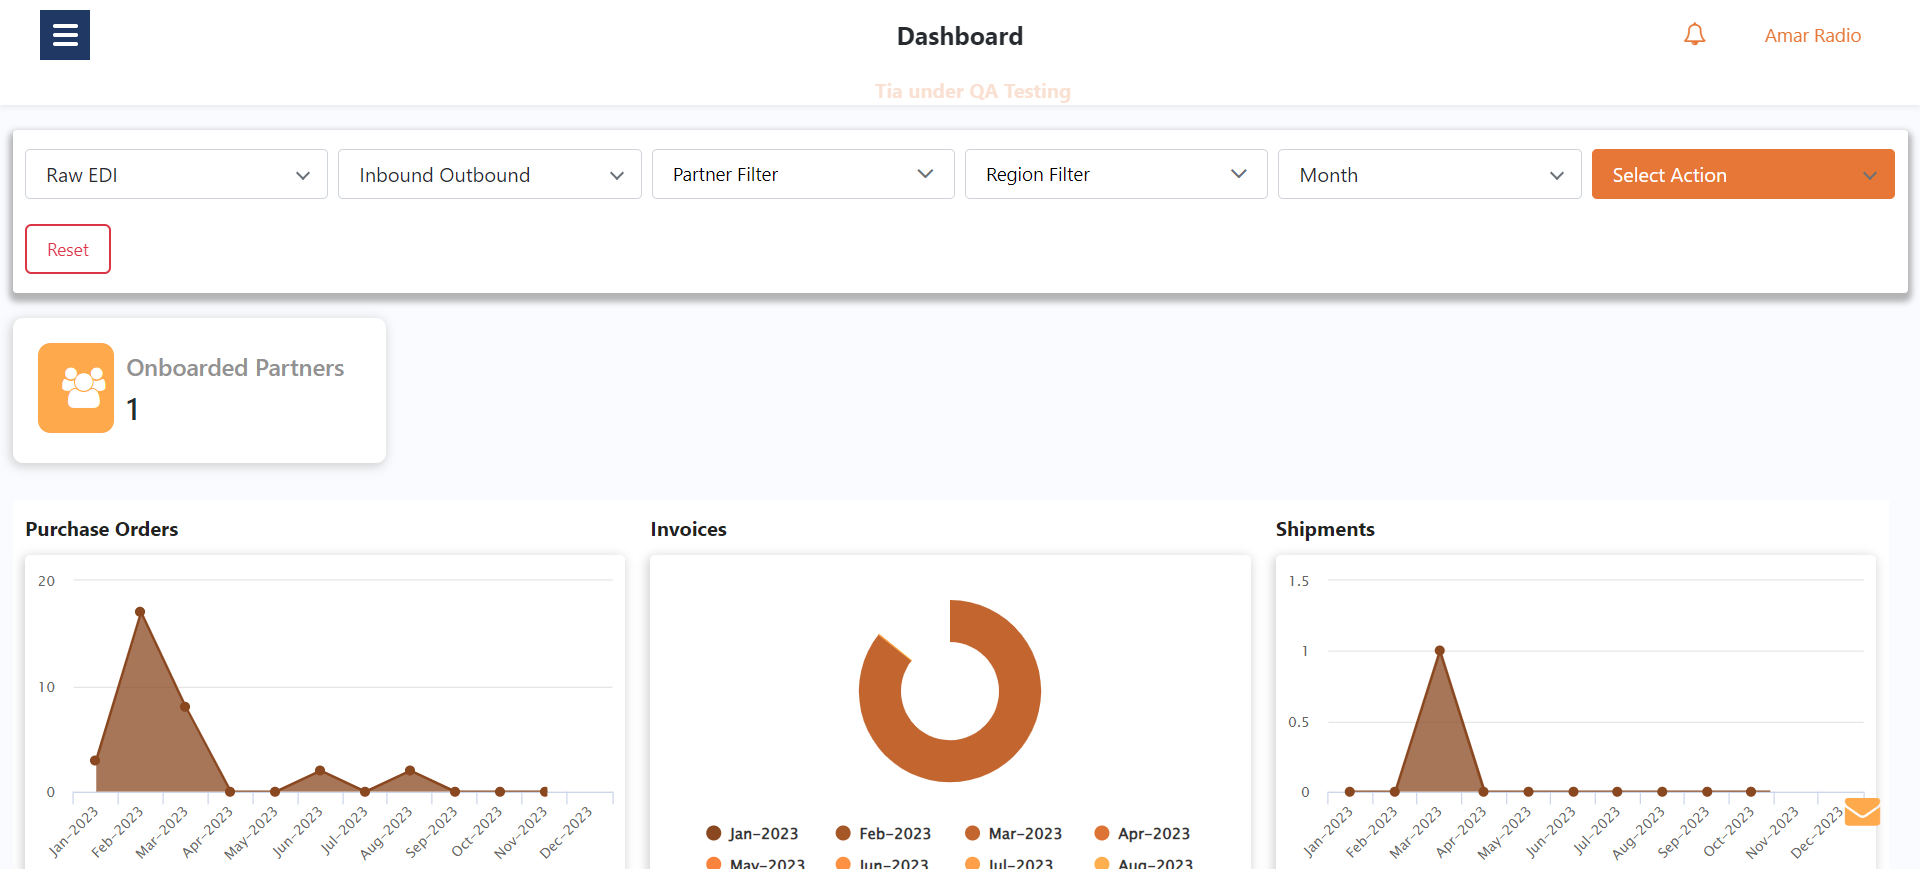 Dashboard
Amar Radio
Tia under QA Testing
Raw EDI
Inbound Outbound
Partner Filter
Region Filter
Month
Select Action
Reset
Onboarded Partners
1
Purchase Orders
20
10
0
Jan-2023
Feb-2023
Mar-2023
Apr-2023
May-2023
Jun-2023
Jul-2023
Aug-2023
Sep-2023
Oct-2023
Nov-2023
Dec-2023
Invoices
Jan-2023
Feb-2023
Mar-2023
Apr-2023
May-2023
Jun-2023
Jul-2023
Aug-2023
Shipments
1.5
1
0.5
0
Jan-2023
Feb-2023
Mar-2023
Apr-2023
May-2023
Jun-2023
Jul-2023
Aug-2023
Sep-2023
Oct-2023
Nov-2023
Dec-2023